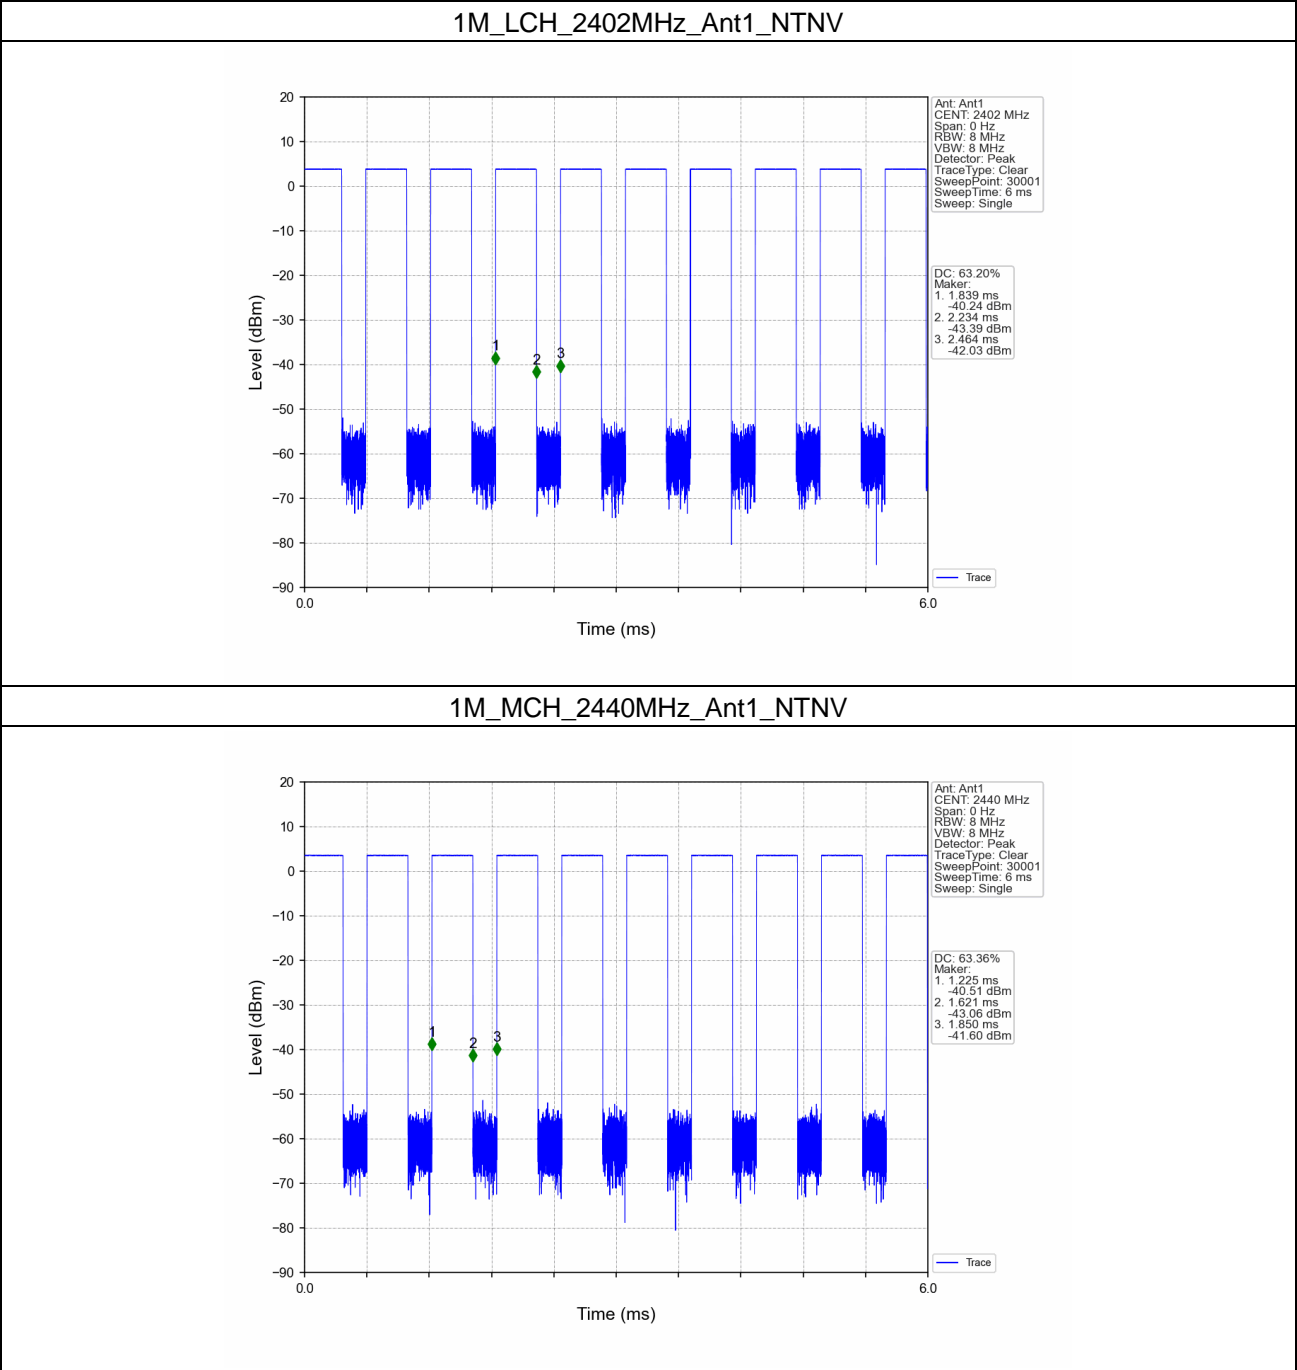 1M_LCH_2402MHz_Ant1_NTNV
20
10
0
−10
−20
−30
−40
−50
−60
−70
−80
−90
Level (dBm)
0.0
6.0
Time (ms)
1
2
3
Ant: Ant1
CENT: 2402 MHz
Span: 0 Hz
RBW: 8 MHz
VBW: 8 MHz
Detector: Peak
TraceType: Clear
SweepPoint: 30001
SweepTime: 6 ms
Sweep: Single
DC: 63.20%
Maker:
1. 1.839 ms
-40.24 dBm
2. 2.234 ms
-43.39 dBm
3. 2.464 ms
-42.03 dBm
Trace
1M_MCH_2440MHz_Ant1_NTNV
20
10
0
−10
−20
−30
−40
−50
−60
−70
−80
−90
Level (dBm)
0.0
6.0
Time (ms)
1
2
3
Ant: Ant1
CENT: 2440 MHz
Span: 0 Hz
RBW: 8 MHz
VBW: 8 MHz
Detector: Peak
TraceType: Clear
SweepPoint: 30001
SweepTime: 6 ms
Sweep: Single
DC: 63.36%
Maker:
1. 1.225 ms
-40.51 dBm
2. 1.621 ms
-43.06 dBm
3. 1.850 ms
-41.60 dBm
Trace